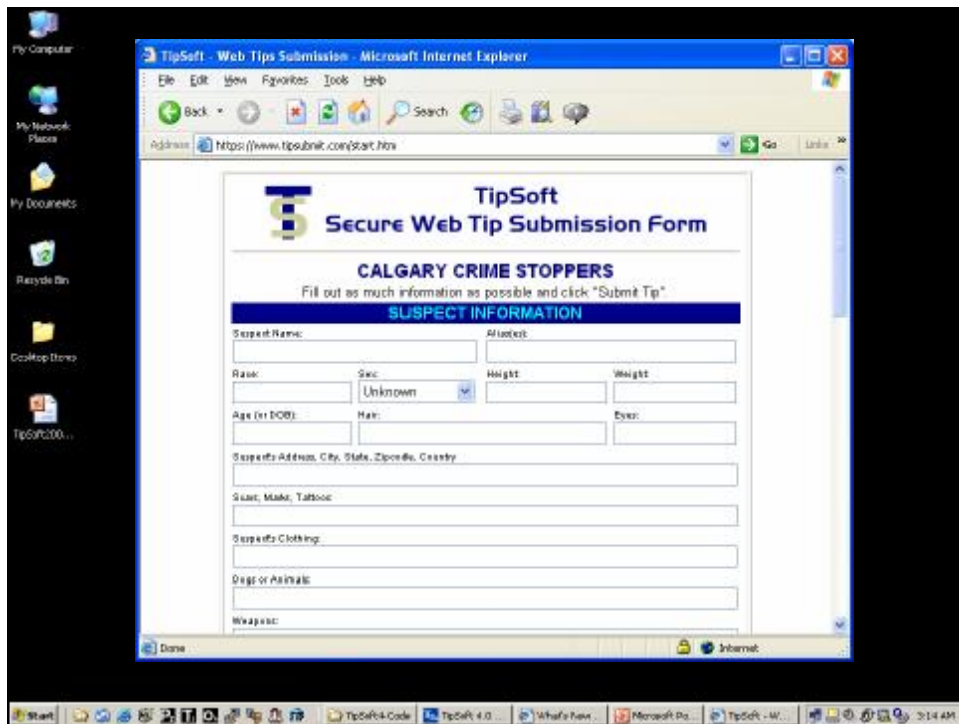 My Computer
My Network
Places
My Documents
Recycle Bin
Desktop Items
TipSoft200...
TipSoft - Web Tips Submission - Microsoft Internet Explorer
File Edit View Favorites Tools Help
Back Search
Address https://www.tipsubmit.com/start.htm Go Links »
TS
TipSoft
Secure Web Tip Submission Form
CALGARY CRIME STOPPERS
Fill out as much information as possible and click "Submit Tip"
SUSPECT INFORMATION
Suspect Name: Alias(es):
Race: Sex: Height: Weight:
Unknown
Age (or DOB): Hair: Eyes:
Suspect's Address, City, State, Zipcode, Country
Scars, Marks, Tattoos:
Suspect's Clothing:
Dogs or Animals:
Weapons:
Done Internet
Start TipSoft4-Code TipSoft 4.0 ... What's New ... Microsoft Po... TipSoft - W... 3:14 AM